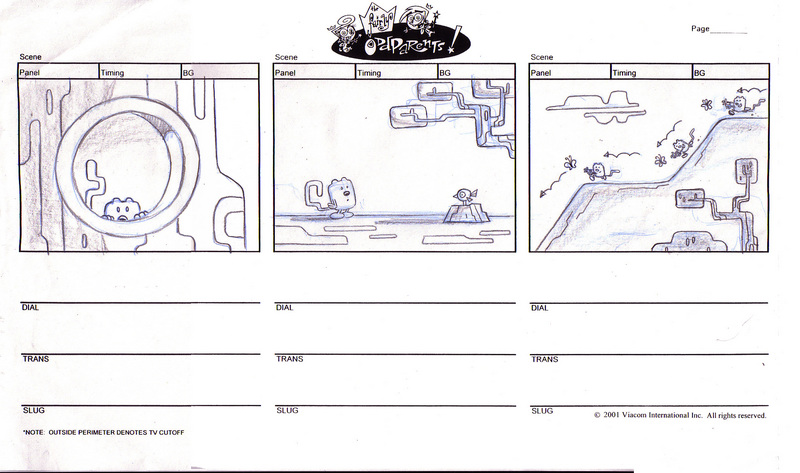 the Fairly OddParents!
Page
Scene
Panel Timing BG
Scene
Panel Timing BG
Scene
Panel Timing BG
DIAL
DIAL
DIAL
TRANS
TRANS
TRANS
SLUG
SLUG
SLUG
© 2001 Viacom International Inc. All rights reserved.
*NOTE: OUTSIDE PERIMETER DENOTES TV CUTOFF